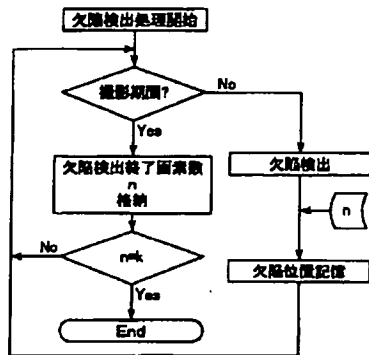 欠陥検出処理開始
撮影期間?
No
Yes
欠陥検出終了画素数
n
格納
欠陥検出
n
No
n=k
欠陥位置記憶
Yes
End